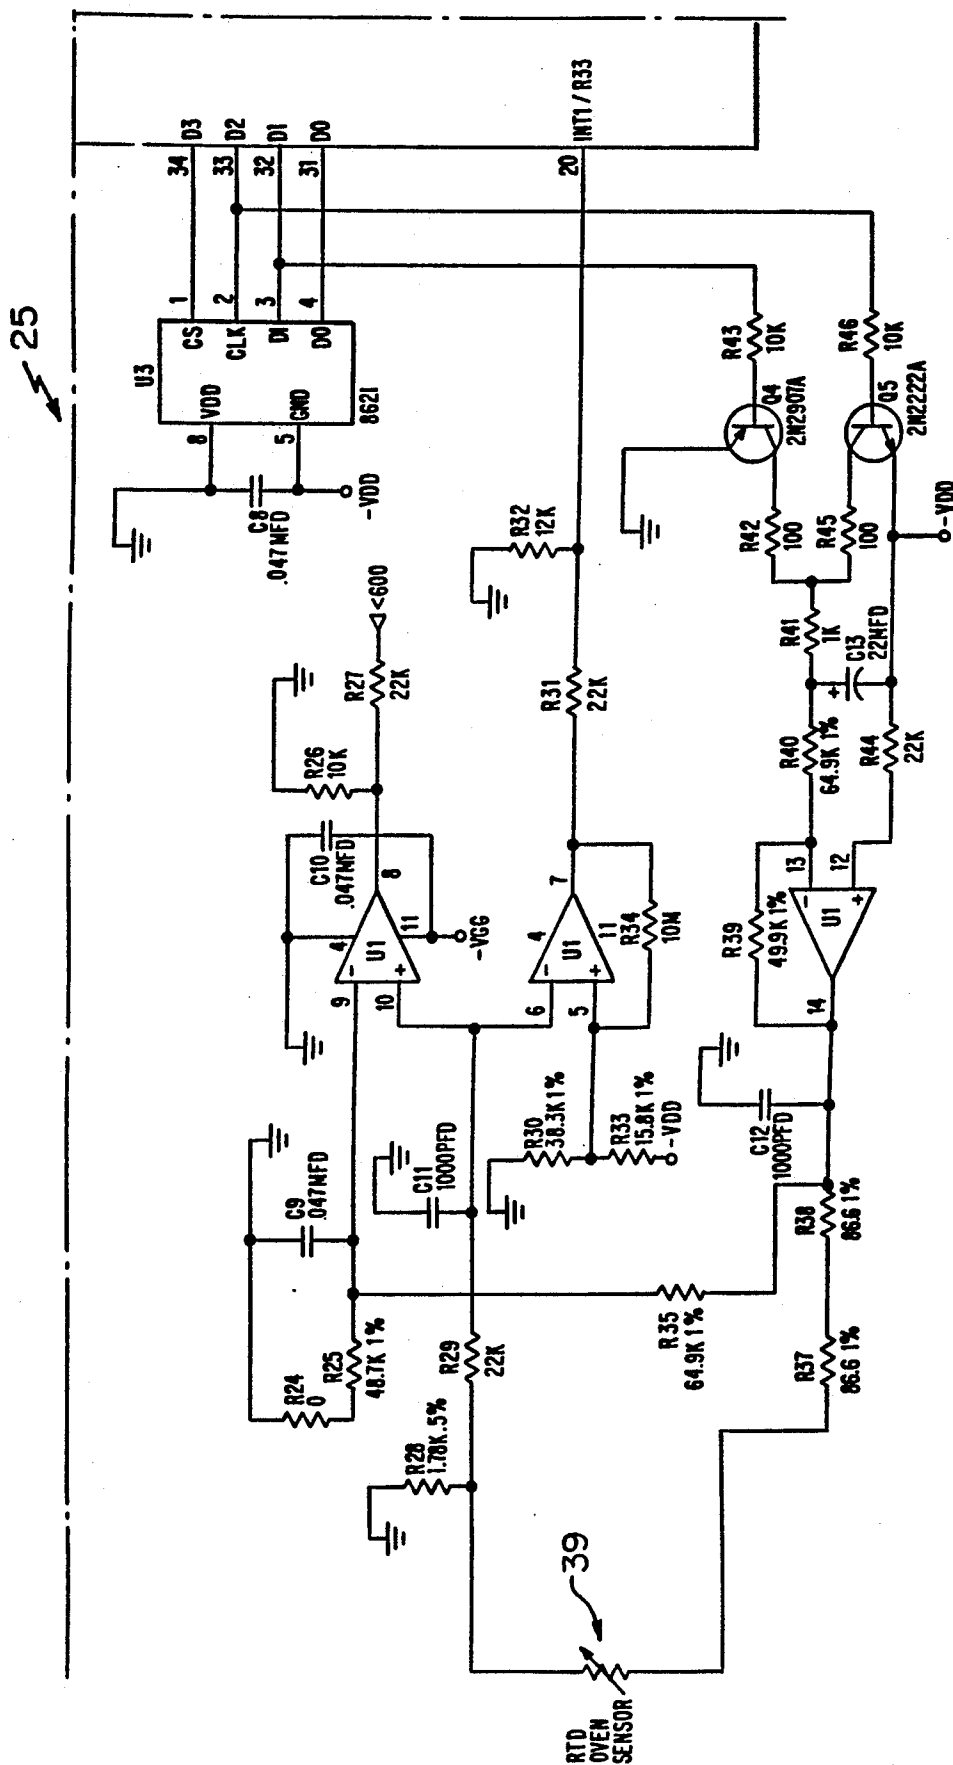 25
34
D3
33
D2
32
D1
31
D0
20
INT1/R33
U3
8621
VDD
GND
CS
CLK
DI
DO
1
2
3
4
8
5
C8
.047MFD
-VDD
<600
R27
22K
R26
10K
C10
.047MFD
8
4
U1
11
9
10
-
+
-VGG
C9
.047MFD
R24
0
R25
48.7K 1%
C11
1000PFD
R29
22K
R28
1.78K .5%
R32
12K
R31
22K
7
4
U1
11
6
5
-
+
R34
10M
R30
38.3K 1%
R33
15.8K 1%
-VDD
R35
64.9K 1%
39
RTD
OVEN
SENSOR
R43
10K
Q4
2N2907A
R46
10K
Q5
2N2222A
R42
100
R45
100
-VDD
R41
1K
C13
22MFD
+
R40
64.9K 1%
R44
22K
13
12
-
+
U1
14
R39
49.9K 1%
C12
1000PFD
R38
86.6 1%
R37
86.6 1%